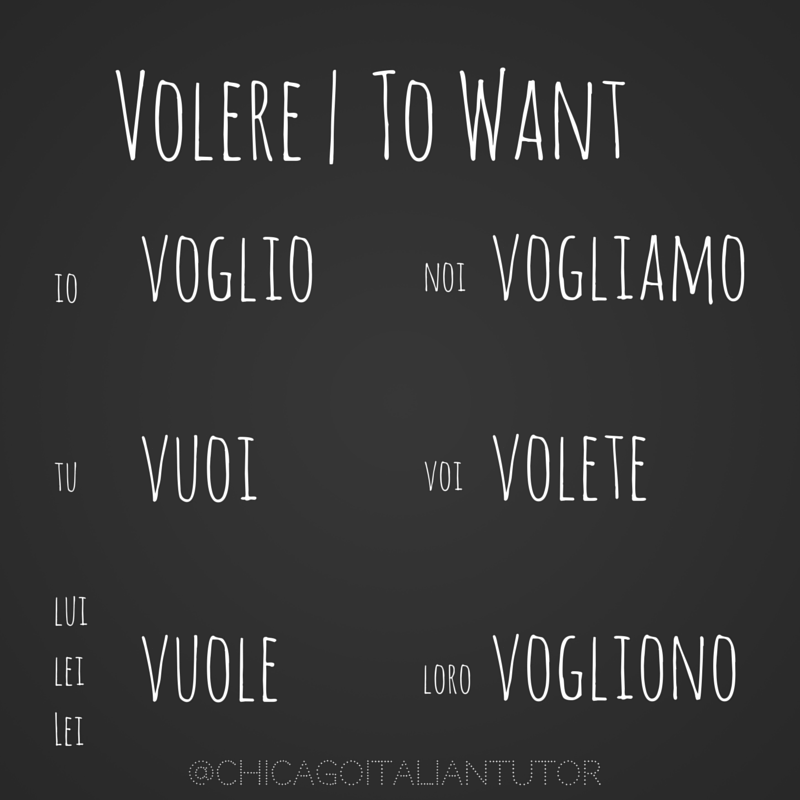 Volere | To Want
io voglio
noi vogliamo
tu vuoi
voi volete
lui
lei
Lei
vuole
loro vogliono
@CHICAGOITALIANTUTOR